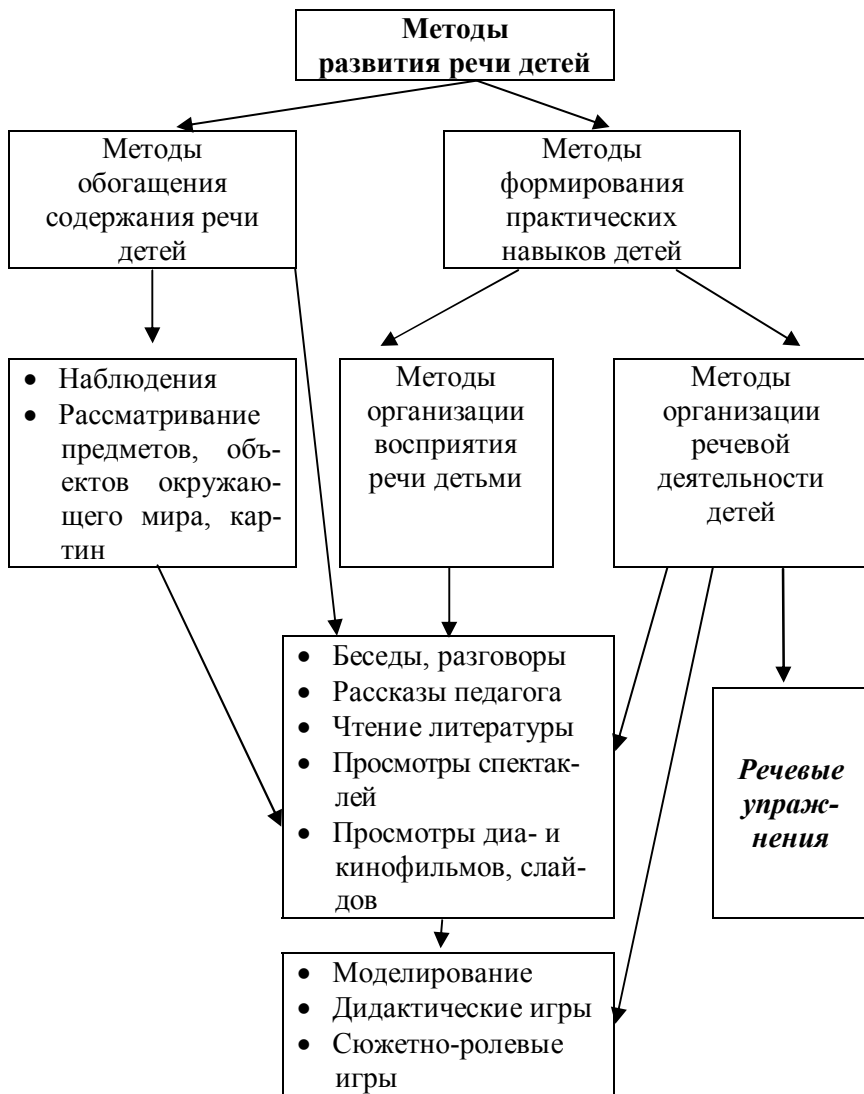 Методы
развития речи детей
Методы
обогащения
содержания речи
детей
Методы
формирования
практических
навыков детей
• Наблюдения
• Рассматривание
предметов, объ-
ектов окружаю-
щего мира, кар-
тин
Методы
организации
восприятия
речи детьми
Методы
организации
речевой
деятельности
детей
• Беседы, разговоры
• Рассказы педагога
• Чтение литературы
• Просмотры спектак-
лей
• Просмотры диа- и
кинофильмов, слай-
дов
Речевые
упраж-
нения
• Моделирование
• Дидактические игры
• Сюжетно-ролевые
игры